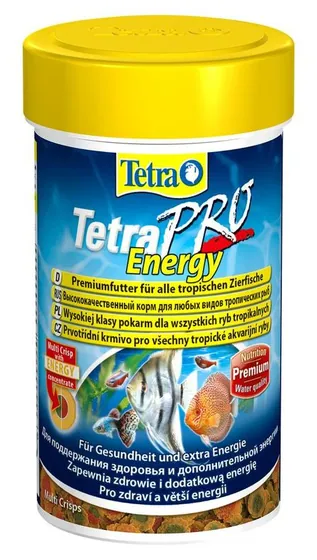 Tetra
TetraPRO
Energy
D Premiumfutter für alle tropischen Zierfische
RUS Высококачественный корм для любых видов тропических рыб
PL Wysokiej klasy pokarm dla wszystkich ryb tropikalnych
CZ Prvotřídní krmivo pro všechny tropické akvarijní ryby
Multi Crisp
with
ENERGY
concentrate
Nutrition
Premium
Water quality
Für Gesundheit und extra Energie
Для поддержания здоровья и дополнительной энергии
Zapewnia zdrowie i dodatkową energię
Pro zdraví a větší energii
Multi Crisps